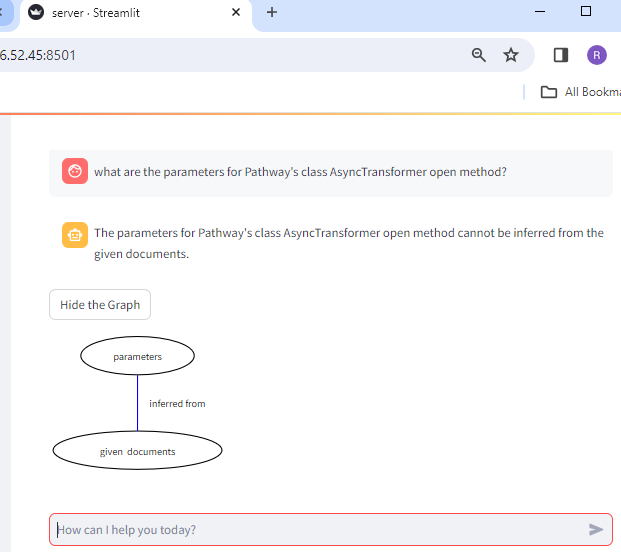 server · Streamlit
6.52.45:8501
R
All Bookma
what are the parameters for Pathway's class AsyncTransformer open method?
The parameters for Pathway's class AsyncTransformer open method cannot be inferred from the
given documents.
Hide the Graph
parameters
inferred from
given documents
How can I help you today?